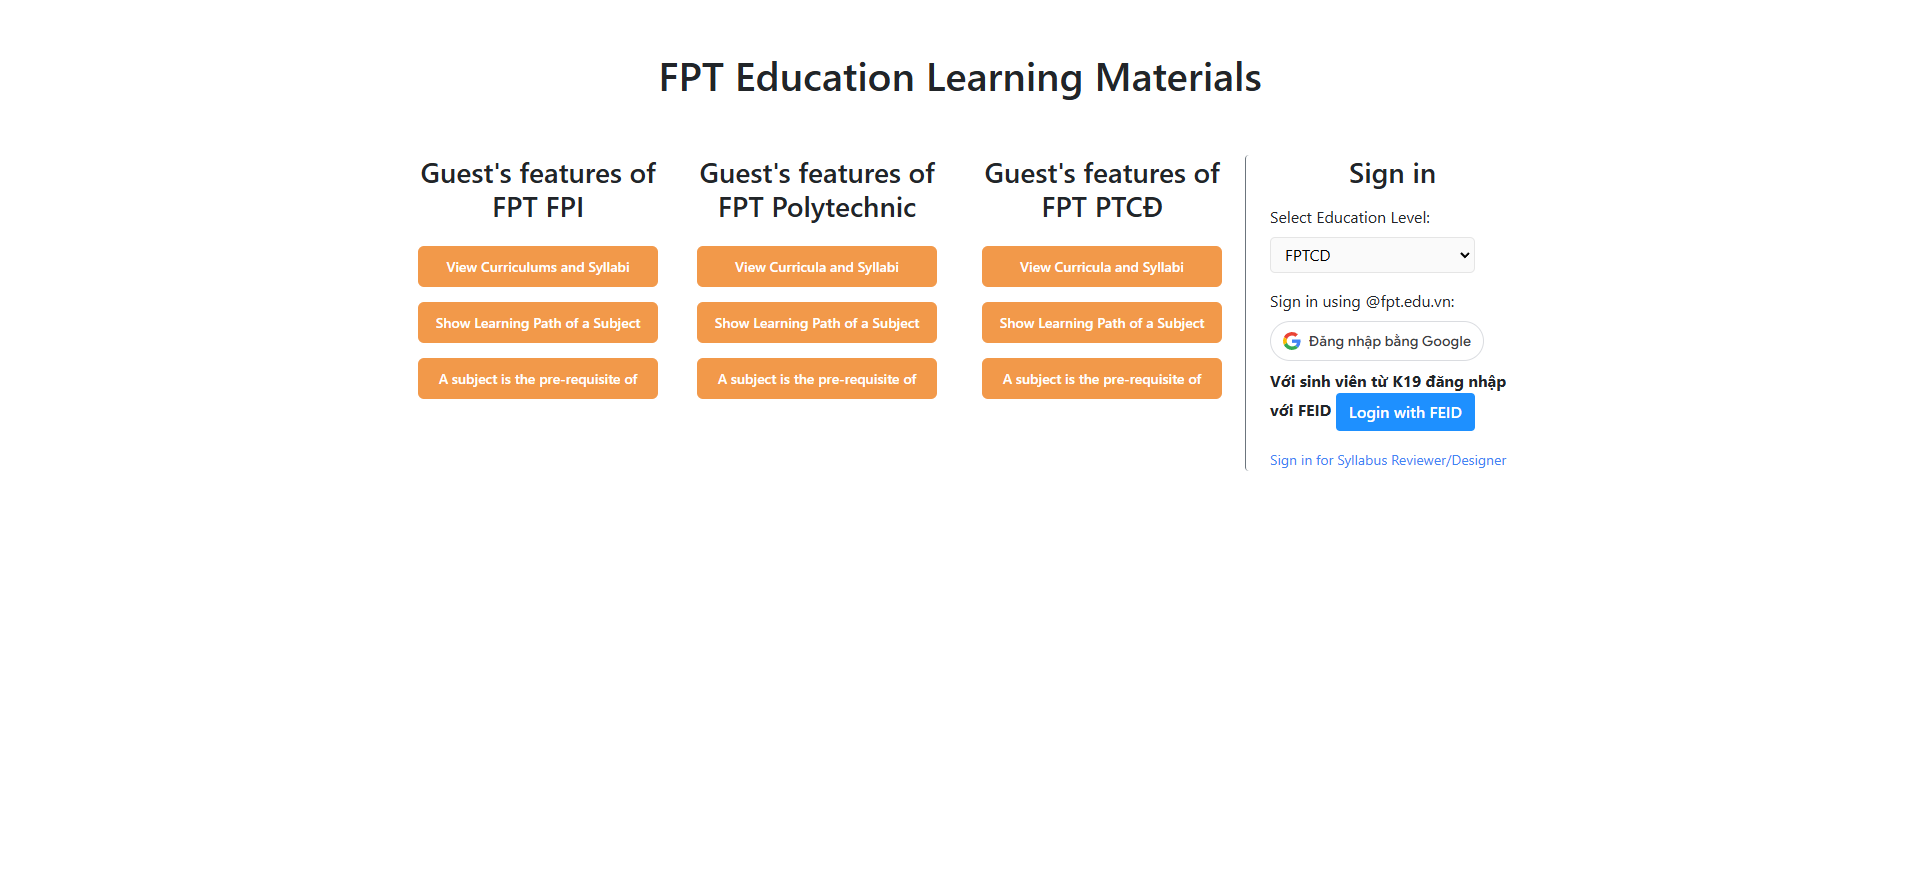 FPT Education Learning Materials
Guest's features of
FPT FPI
View Curriculums and Syllabi
Show Learning Path of a Subject
A subject is the pre-requisite of
Guest's features of
FPT Polytechnic
View Curricula and Syllabi
Show Learning Path of a Subject
A subject is the pre-requisite of
Guest's features of
FPT PTCĐ
View Curricula and Syllabi
Show Learning Path of a Subject
A subject is the pre-requisite of
Sign in
Select Education Level:
FPTCD
Sign in using @fpt.edu.vn:
Đăng nhập bằng Google
Với sinh viên từ K19 đăng nhập
với FEID Login with FEID
Sign in for Syllabus Reviewer/Designer